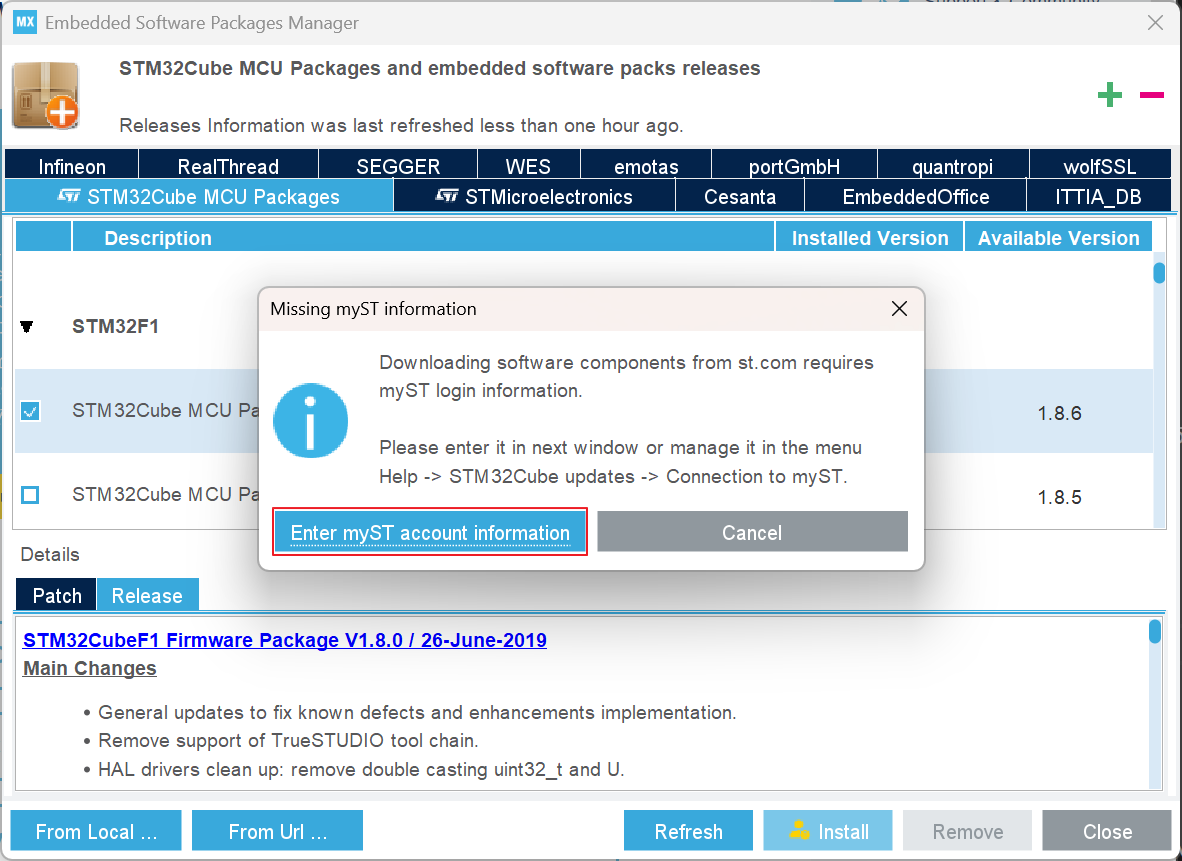 MX Embedded Software Packages Manager
STM32Cube MCU Packages and embedded software packs releases
Releases Information was last refreshed less than one hour ago.
Infineon RealThread SEGGER WES emotas portGmbH quantropi wolfSSL
STM32Cube MCU Packages STMicroelectronics Cesanta EmbeddedOffice ITTIA_DB
Description Installed Version Available Version
STM32F1
STM32Cube MCU Pa 1.8.6
STM32Cube MCU Pa 1.8.5
Missing myST information
Downloading software components from st.com requires
myST login information.
Please enter it in next window or manage it in the menu
Help -> STM32Cube updates -> Connection to myST.
Enter myST account information Cancel
Details
Patch Release
STM32CubeF1 Firmware Package V1.8.0 / 26-June-2019
Main Changes
• General updates to fix known defects and enhancements implementation.
• Remove support of TrueSTUDIO tool chain.
• HAL drivers clean up: remove double casting uint32_t and U.
From Local ... From Url ... Refresh Install Remove Close